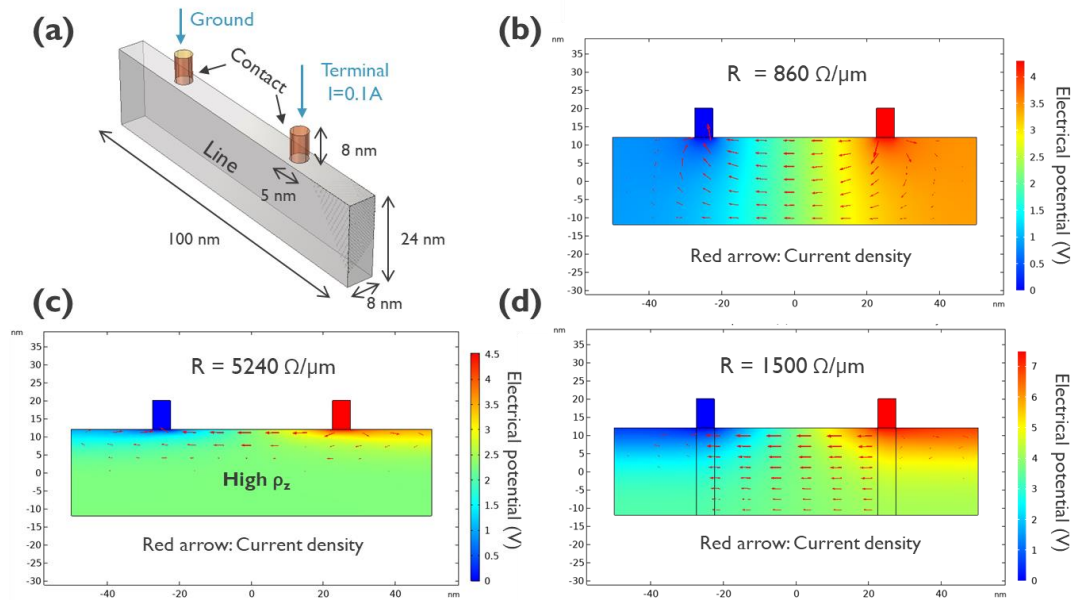 (a)
Ground
Contact
Terminal
I=0.1A
Line
8 nm
5 nm
100 nm
24 nm
8 nm
(b)
nm
35
30
25
20
15
10
5
0
-5
-10
-15
-20
-25
-30
R = 860 Ω/μm
Red arrow: Current density
-40
-20
0
20
40
nm
4
3.5
3
2.5
2
1.5
1
0.5
0
Electrical potential (V)
(c)
nm
35
30
25
20
15
10
5
0
-5
-10
-15
-20
-25
-30
R = 5240 Ω/μm
High ρz
Red arrow: Current density
-40
-20
0
20
40
nm
4.5
4
3.5
3
2.5
2
1.5
1
0.5
0
Electrical potential (V)
(d)
nm
35
30
25
20
15
10
5
0
-5
-10
-15
-20
-25
-30
R = 1500 Ω/μm
Red arrow: Current density
-40
-20
0
20
40
nm
7
6
5
4
3
2
1
0
Electrical potential (V)